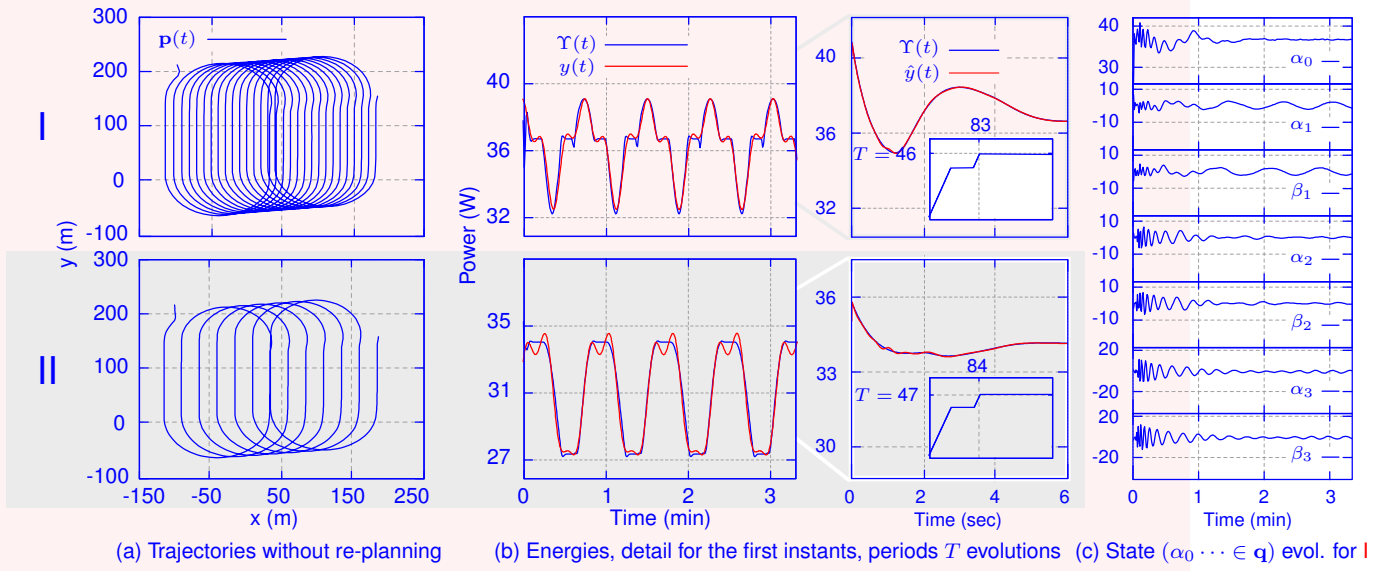 I
II
y (m)
300
200
100
0
-100
p(t)
300
200
100
0
-100
-150 -50 50 150 250
x (m)
(a) Trajectories without re-planning
Power (W)
43
39
36
31
Υ(t)
y(t)
39
35
31
27
0 1 2 3
Time (min)
40
36
32
Υ(t)
ŷ(t)
83
T = 46
36
33
30
84
T = 47
0 2 4 6
Time (sec)
(b) Energies, detail for the first instants, periods T evolutions
40
30
α0
10
-10
α1
10
-10
β1
10
-10
α2
10
-10
β2
20
-20
α3
20
-20
β3
0 1 2 3
Time (min)
(c) State (α0 ··· ∈ q) evol. for I